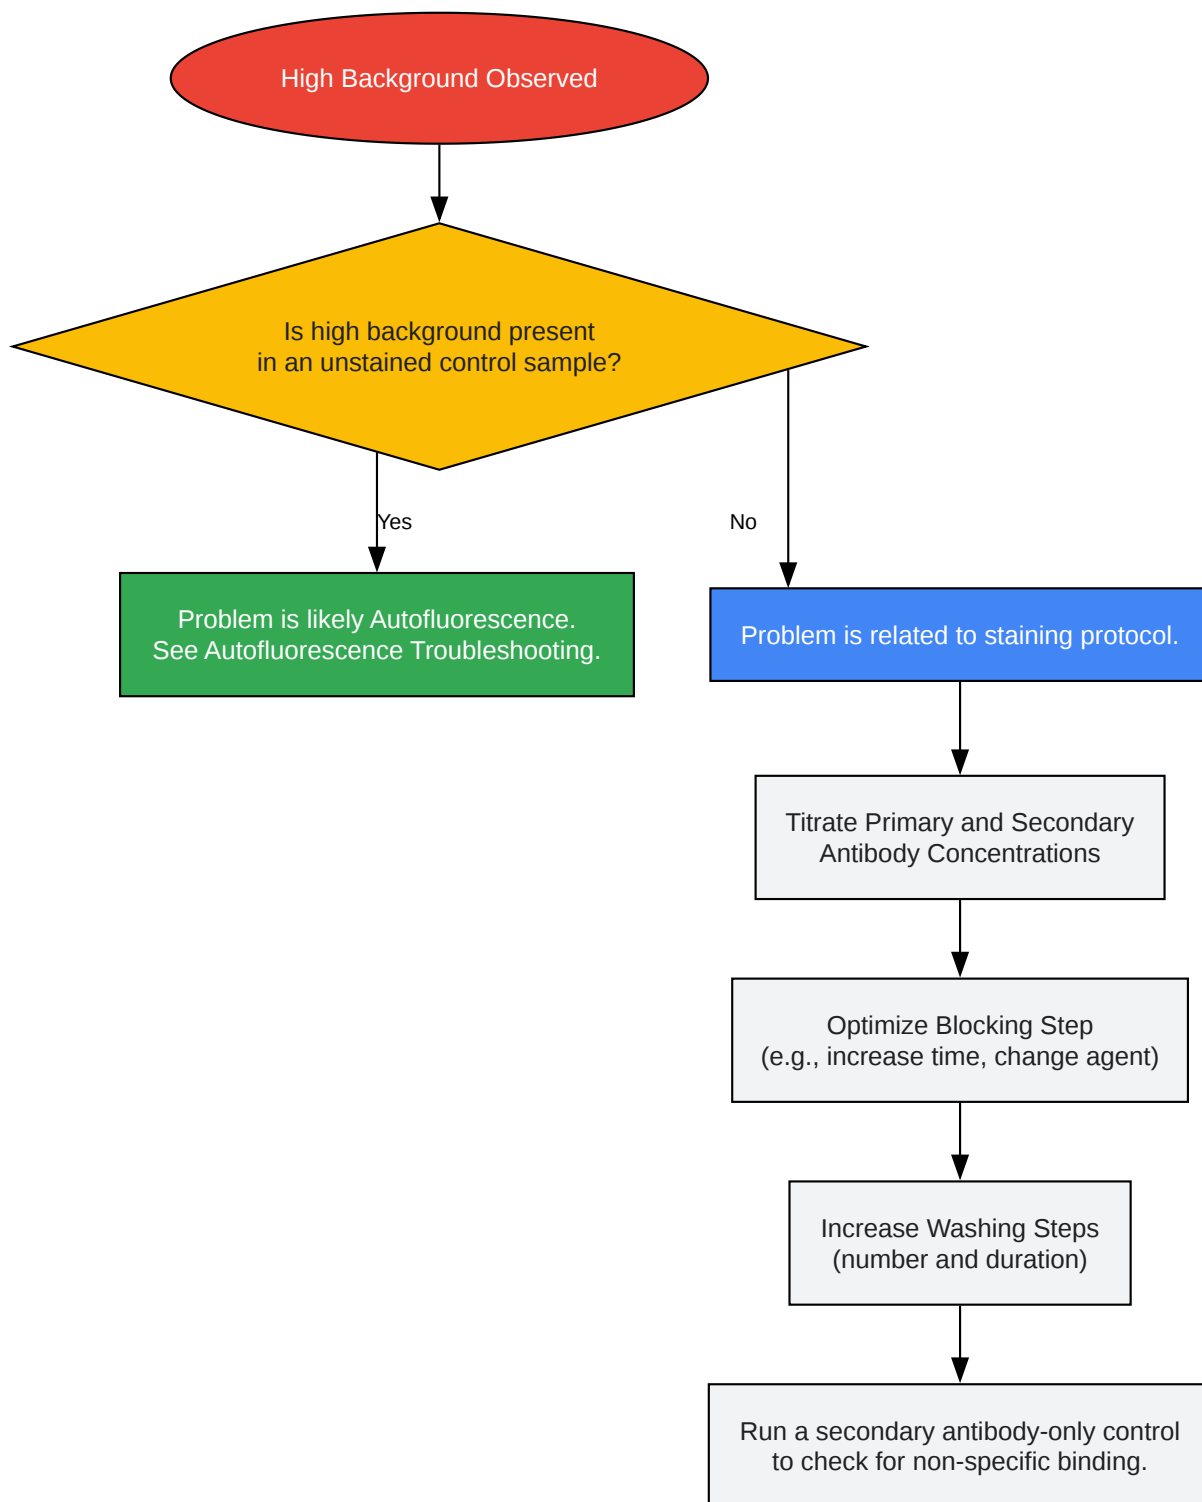 High Background Observed
Is high background present
in an unstained control sample?
Yes
No
Problem is likely Autofluorescence.
See Autofluorescence Troubleshooting.
Problem is related to staining protocol.
Titrate Primary and Secondary
Antibody Concentrations
Optimize Blocking Step
(e.g., increase time, change agent)
Increase Washing Steps
(number and duration)
Run a secondary antibody-only control
to check for non-specific binding.